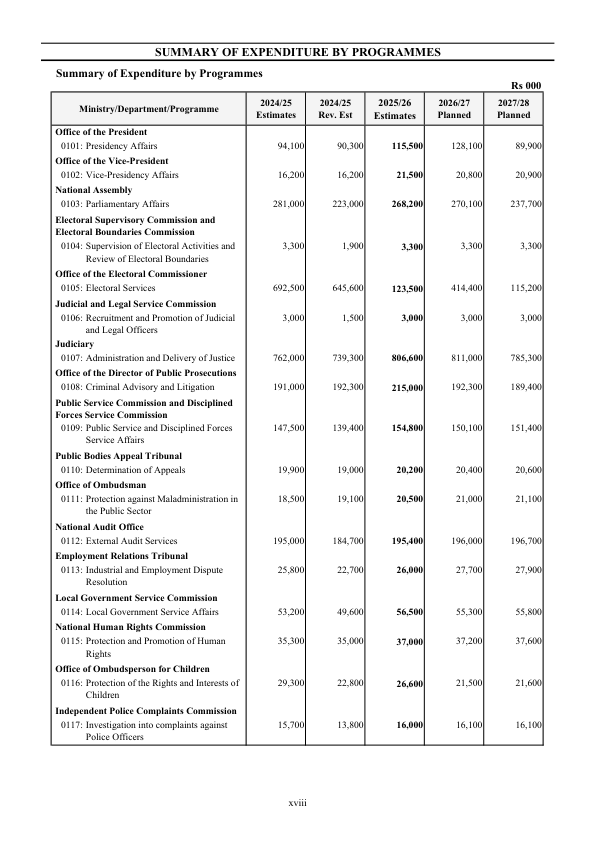 SUMMARY OF EXPENDITURE BY PROGRAMMES
Summary of Expenditure by Programmes
Rs 000
Ministry/Department/Programme 2024/25 Estimates 2024/25 Rev. Est 2025/26 Estimates 2026/27 Planned 2027/28 Planned
Office of the President
0101: Presidency Affairs 94,100 90,300 115,500 128,100 89,900
Office of the Vice-President
0102: Vice-Presidency Affairs 16,200 16,200 21,500 20,800 20,900
National Assembly
0103: Parliamentary Affairs 281,000 223,000 268,200 270,100 237,700
Electoral Supervisory Commission and
Electoral Boundaries Commission
0104: Supervision of Electoral Activities and 3,300 1,900 3,300 3,300 3,300
Review of Electoral Boundaries
Office of the Electoral Commissioner
0105: Electoral Services 692,500 645,600 123,500 414,400 115,200
Judicial and Legal Service Commission
0106: Recruitment and Promotion of Judicial 3,000 1,500 3,000 3,000 3,000
and Legal Officers
Judiciary
0107: Administration and Delivery of Justice 762,000 739,300 806,600 811,000 785,300
Office of the Director of Public Prosecutions
0108: Criminal Advisory and Litigation 191,000 192,300 215,000 192,300 189,400
Public Service Commission and Disciplined
Forces Service Commission
0109: Public Service and Disciplined Forces 147,500 139,400 154,800 150,100 151,400
Service Affairs
Public Bodies Appeal Tribunal
0110: Determination of Appeals 19,900 19,000 20,200 20,400 20,600
Office of Ombudsman
0111: Protection against Maladministration in 18,500 19,100 20,500 21,000 21,100
the Public Sector
National Audit Office
0112: External Audit Services 195,000 184,700 195,400 196,000 196,700
Employment Relations Tribunal
0113: Industrial and Employment Dispute 25,800 22,700 26,000 27,700 27,900
Resolution
Local Government Service Commission
0114: Local Government Service Affairs 53,200 49,600 56,500 55,300 55,800
National Human Rights Commission
0115: Protection and Promotion of Human 35,300 35,000 37,000 37,200 37,600
Rights
Office of Ombudsperson for Children
0116: Protection of the Rights and Interests of 29,300 22,800 26,600 21,500 21,600
Children
Independent Police Complaints Commission
0117: Investigation into complaints against 15,700 13,800 16,000 16,100 16,100
Police Officers
xviii